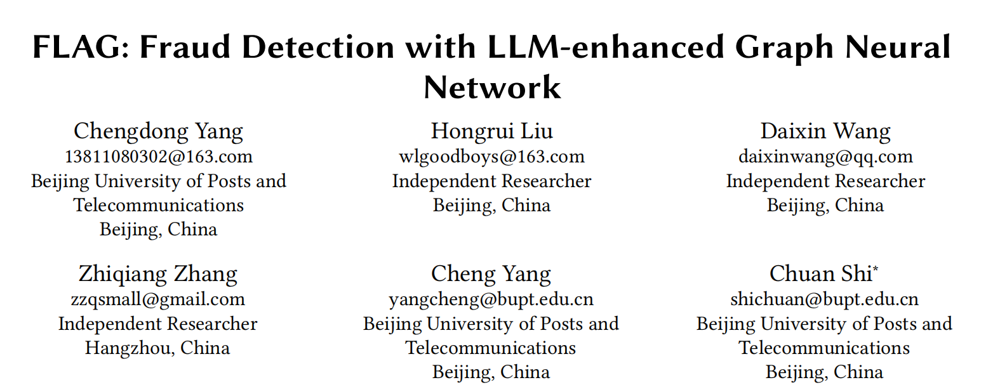 FLAG: Fraud Detection with LLM-enhanced Graph Neural
Network
Chengdong Yang
13811080302@163.com
Beijing University of Posts and
Telecommunications
Beijing, China
Hongrui Liu
wlgoodboys@163.com
Independent Researcher
Beijing, China
Daixin Wang
daixinwang@qq.com
Independent Researcher
Beijing, China
Zhiqiang Zhang
zzqsmall@gmail.com
Independent Researcher
Hangzhou, China
Cheng Yang
yangcheng@bupt.edu.cn
Beijing University of Posts and
Telecommunications
Beijing, China
Chuan Shi*
shichuan@bupt.edu.cn
Beijing University of Posts and
Telecommunications
Beijing, China